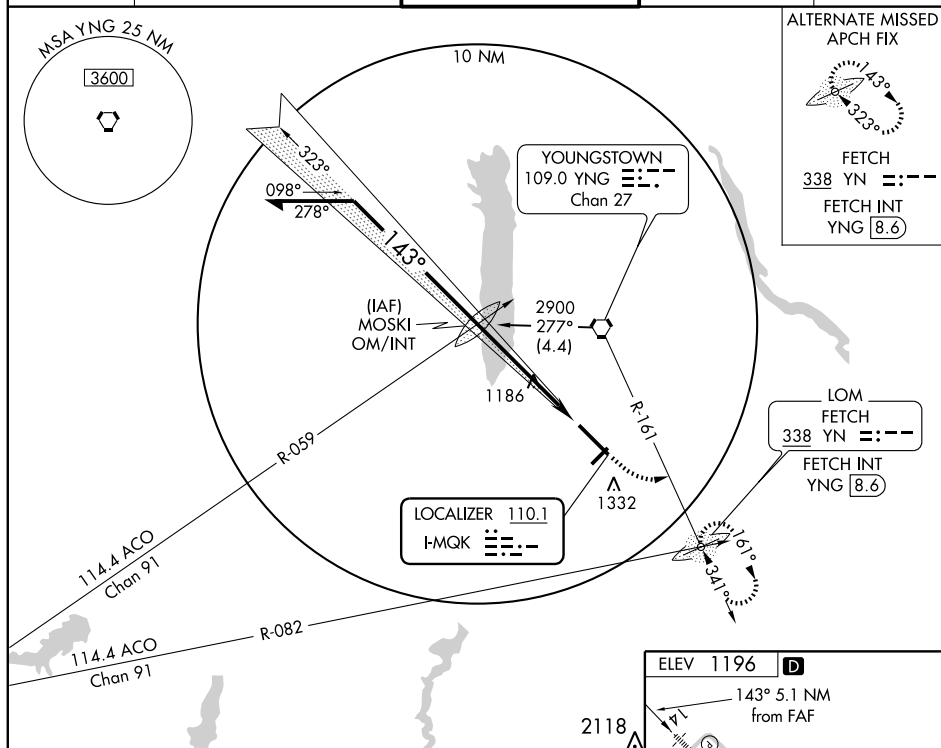 MSA YNG 25 NM
3600
10 NM
ALTERNATE MISSED
APCH FIX
143°
323°
FETCH
338 YN
FETCH INT
YNG 8.6
YOUNGSTOWN
109.0 YNG
Chan 27
323°
098°
278°
143°
(IAF)
MOSKI
OM/INT
2900
277°
(4.4)
1186
R-161
LOM
FETCH
338 YN
FETCH INT
YNG 8.6
R-059
1332
LOCALIZER 110.1
I-MQK
161°
341°
114.4 ACO
Chan 91
R-082
114.4 ACO
Chan 91
ELEV 1196 D
143° 5.1 NM
from FAF
14
2118
P